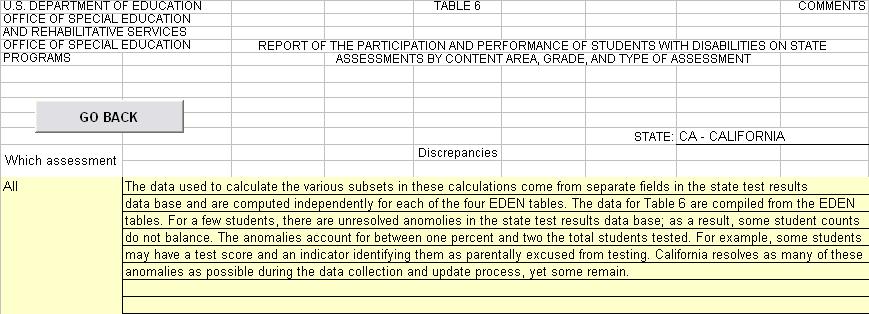 U.S. DEPARTMENT OF EDUCATION TABLE 6 COMMENTS
OFFICE OF SPECIAL EDUCATION
AND REHABILITATIVE SERVICES
OFFICE OF SPECIAL EDUCATION REPORT OF THE PARTICIPATION AND PERFORMANCE OF STUDENTS WITH DISABILITIES ON STATE
PROGRAMS ASSESSMENTS BY CONTENT AREA, GRADE, AND TYPE OF ASSESSMENT
GO BACK
STATE: CA - CALIFORNIA
Which assessment Discrepancies
All The data used to calculate the various subsets in these calculations come from separate fields in the state test results
data base and are computed independently for each of the four EDEN tables. The data for Table 6 are compiled from the EDEN
tables. For a few students, there are unresolved anomolies in the state test results data base; as a result, some student counts
do not balance. The anomalies account for between one percent and two the total students tested. For example, some students
may have a test score and an indicator identifying them as parentally excused from testing. California resolves as many of these
anomalies as possible during the data collection and update process, yet some remain.